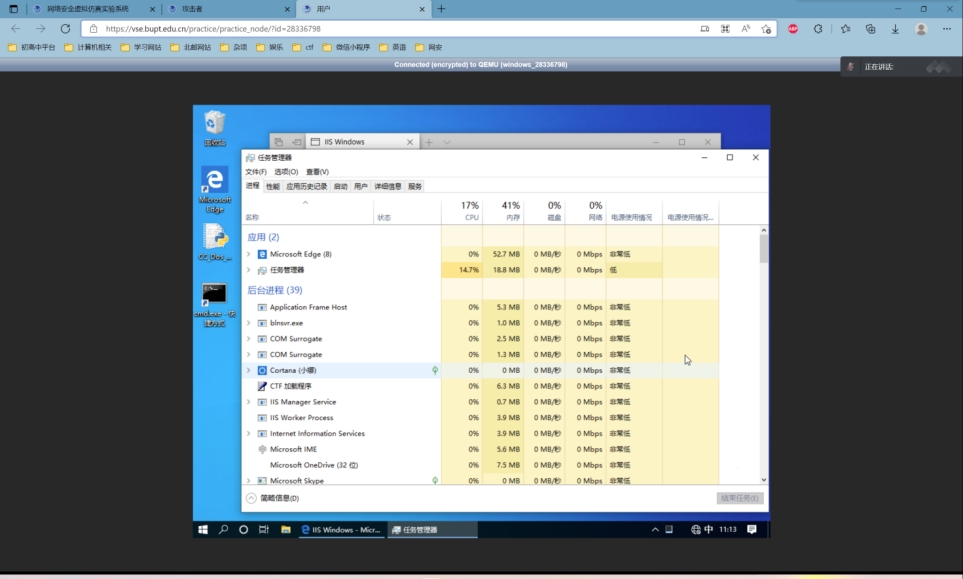 网络安全虚拟仿真实验系统
攻击者
用户
https://vse.bupt.edu.cn/practice/practice_node/?id=28336798
初高中平台 计算机相关 学习网站 北邮网站 杂项 娱乐 ctf 微信小程序 英语 网安
Connected (encrypted) to QEMU (windows_28336798)
正在讲话:
回收站
Microsoft Edge
CC_Dos_...
cmd.exe - 快捷方式
IIS Windows
任务管理器
文件(F) 选项(O) 查看(V)
进程 性能 应用历史记录 启动 用户 详细信息 服务
17% 41% 0% 0%
名称 状态 CPU 内存 磁盘 网络 电源使用情况 电源使用情况...
应用 (2)
Microsoft Edge (8) 0% 52.7 MB 0 MB/秒 0 Mbps 非常低
任务管理器 14.7% 18.8 MB 0 MB/秒 0 Mbps 低
后台进程 (39)
Application Frame Host 0% 5.3 MB 0 MB/秒 0 Mbps 非常低
blnsvr.exe 0% 1.0 MB 0 MB/秒 0 Mbps 非常低
COM Surrogate 0% 2.5 MB 0 MB/秒 0 Mbps 非常低
COM Surrogate 0% 1.3 MB 0 MB/秒 0 Mbps 非常低
Cortana (小娜) 0% 0 MB 0 MB/秒 0 Mbps 非常低
CTF 加载程序 0% 6.3 MB 0 MB/秒 0 Mbps 非常低
IIS Manager Service 0% 0.7 MB 0 MB/秒 0 Mbps 非常低
IIS Worker Process 0% 3.9 MB 0 MB/秒 0 Mbps 非常低
Internet Information Services 0% 3.9 MB 0 MB/秒 0 Mbps 非常低
Microsoft IME 0% 5.6 MB 0 MB/秒 0 Mbps 非常低
Microsoft OneDrive (32 位) 0% 7.5 MB 0 MB/秒 0 Mbps 非常低
Microsoft Skype 0% 0 MB 0 MB/秒 0 Mbps 非常低
简略信息(D)
结束任务(E)
IIS Windows - Micr...
任务管理器
中 11:13